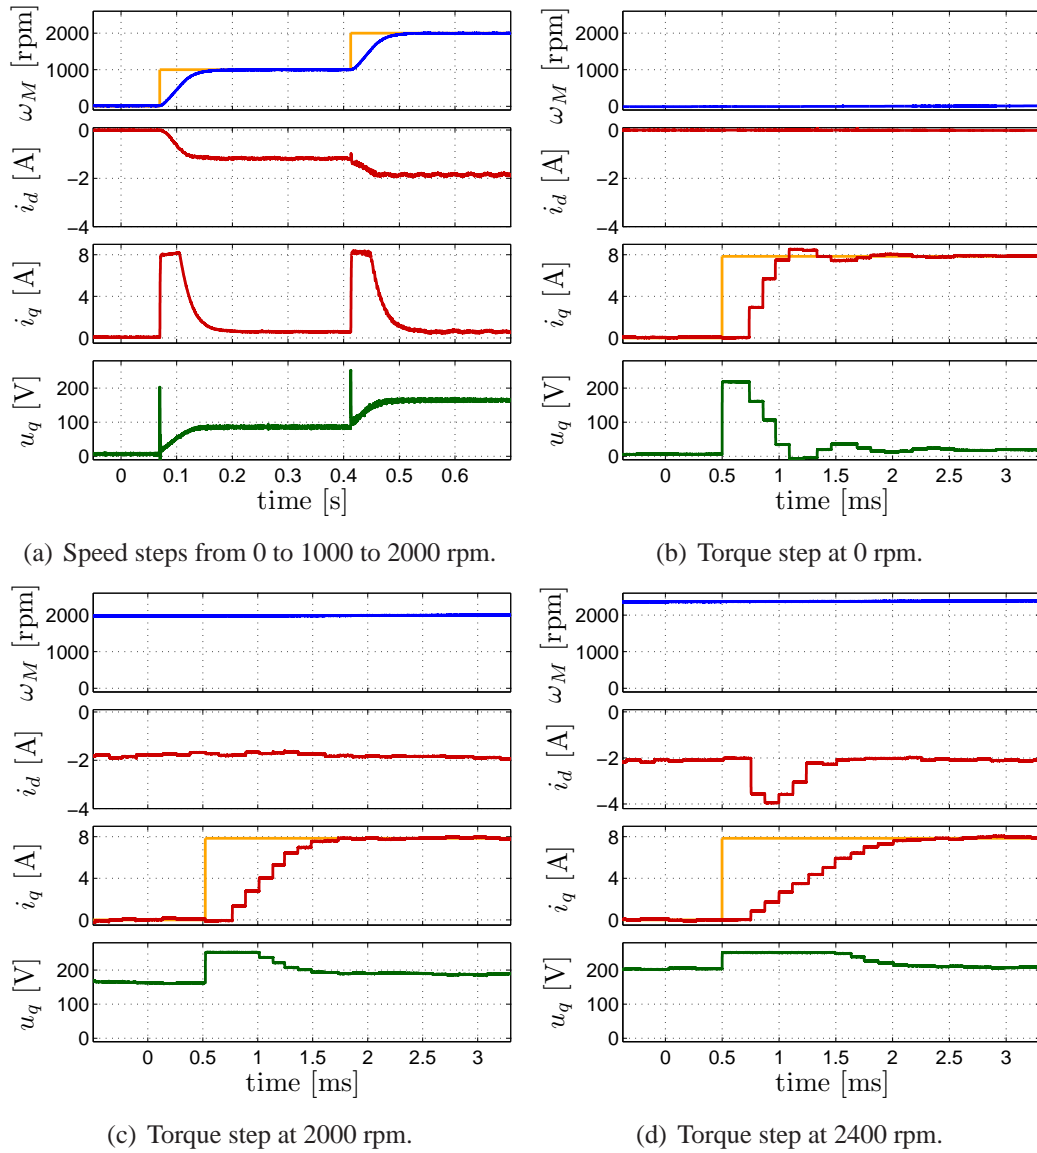 ω_M [rpm]
2000
1000
0
i_d [A]
0
−2
−4
i_q [A]
8
4
0
u_q [V]
200
100
0
0 0.1 0.2 0.3 0.4 0.5 0.6
time [s]
(a) Speed steps from 0 to 1000 to 2000 rpm.
ω_M [rpm]
2000
1000
0
i_d [A]
0
−2
−4
i_q [A]
8
4
0
u_q [V]
200
100
0
0 0.5 1 1.5 2 2.5 3
time [ms]
(b) Torque step at 0 rpm.
ω_M [rpm]
2000
1000
0
i_d [A]
0
−2
−4
i_q [A]
8
4
0
u_q [V]
200
100
0
0 0.5 1 1.5 2 2.5 3
time [ms]
(c) Torque step at 2000 rpm.
ω_M [rpm]
2000
1000
0
i_d [A]
0
−2
−4
i_q [A]
8
4
0
u_q [V]
200
100
0
0 0.5 1 1.5 2 2.5 3
time [ms]
(d) Torque step at 2400 rpm.